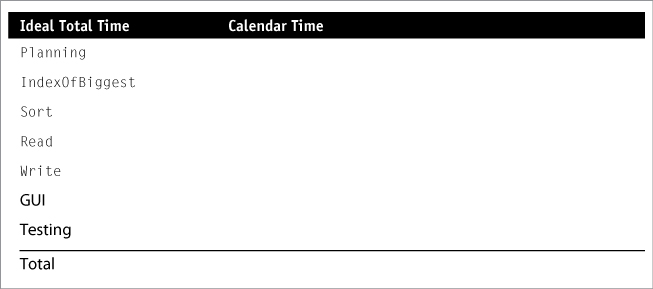 Ideal Total Time Calendar Time
Planning
IndexOfBiggest
Sort
Read
Write
GUI
Testing
Total